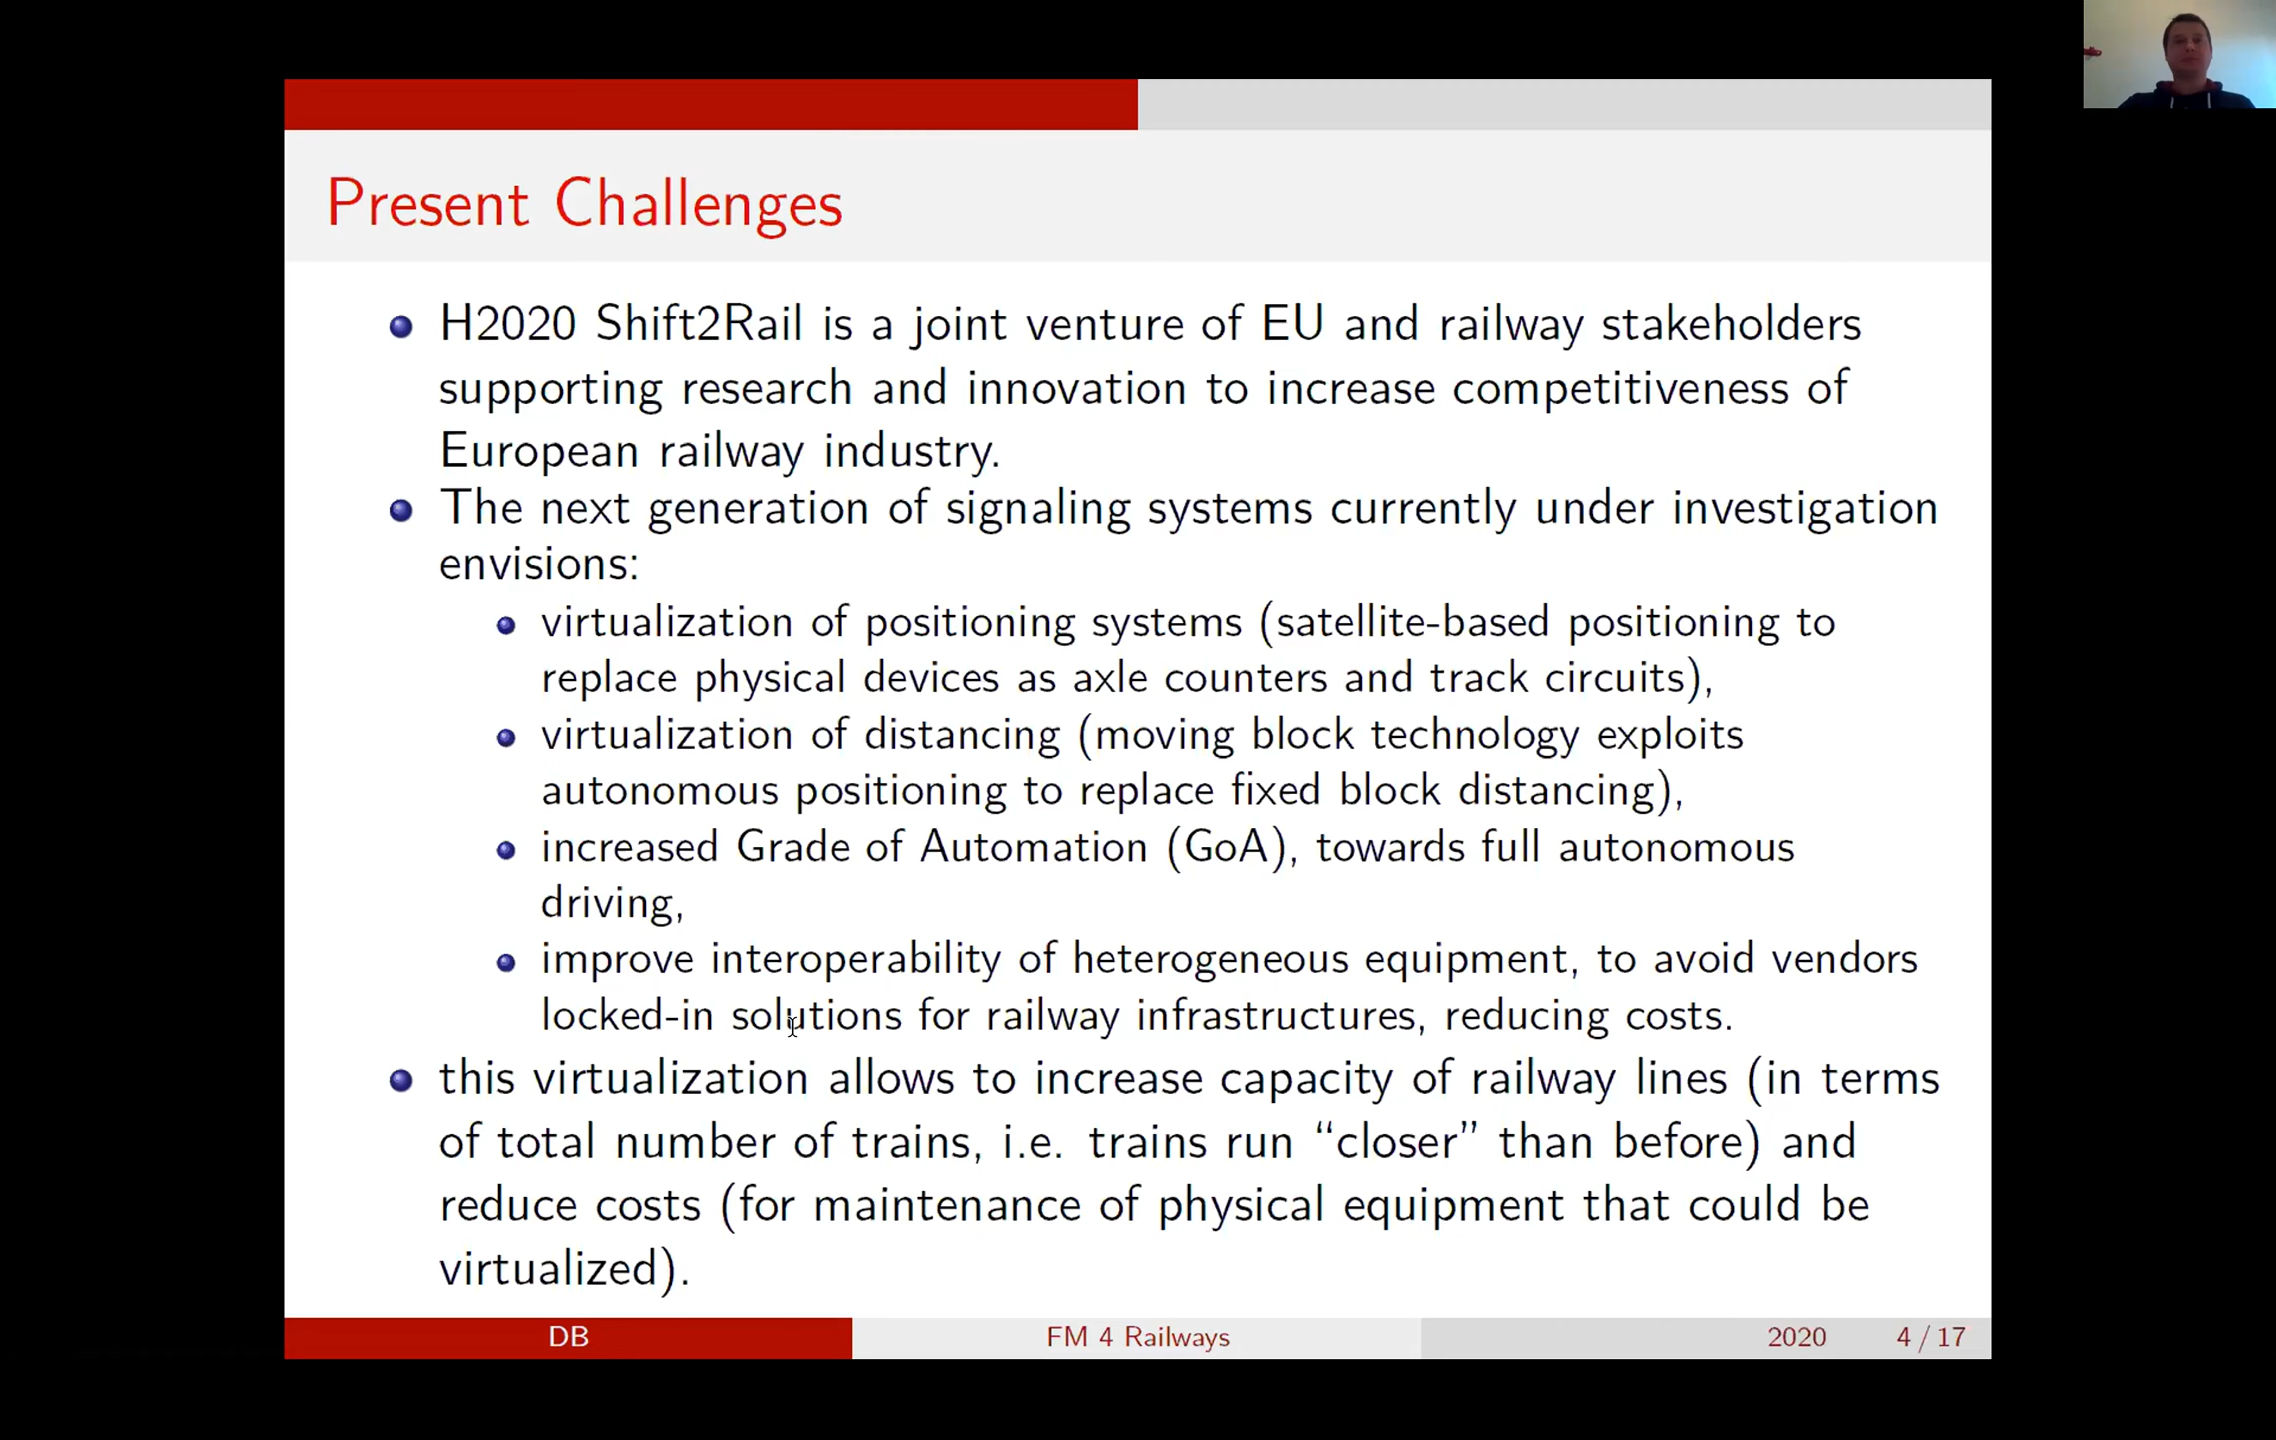 Present Challenges
H2020 Shift2Rail is a joint venture of EU and railway stakeholders
supporting research and innovation to increase competitiveness of
European railway industry.
The next generation of signaling systems currently under investigation
envisions:
virtualization of positioning systems (satellite-based positioning to
replace physical devices as axle counters and track circuits),
virtualization of distancing (moving block technology exploits
autonomous positioning to replace fixed block distancing),
increased Grade of Automation (GoA), towards full autonomous
driving,
improve interoperability of heterogeneous equipment, to avoid vendors
locked-in solutions for railway infrastructures, reducing costs.
this virtualization allows to increase capacity of railway lines (in terms
of total number of trains, i.e. trains run “closer” than before) and
reduce costs (for maintenance of physical equipment that could be
virtualized).
DB FM 4 Railways 2020 4 / 17